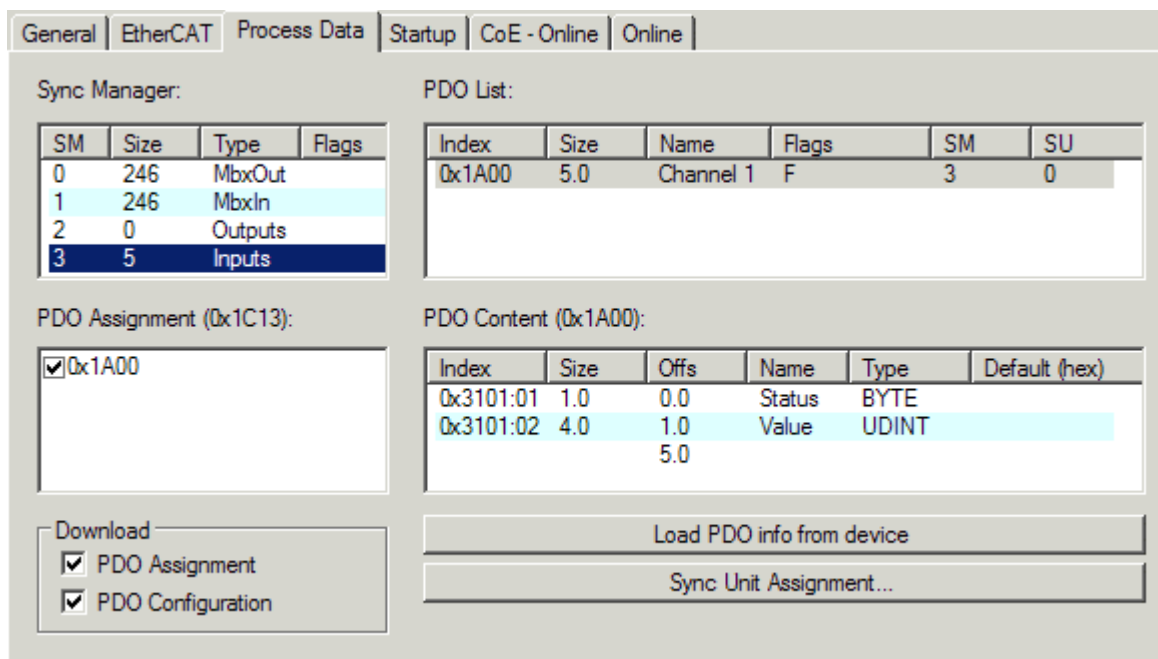 General EtherCAT Process Data Startup CoE - Online Online
Sync Manager:
SM Size Type Flags
0 246 MbxOut
1 246 MbxIn
2 0 Outputs
3 5 Inputs
PDO List:
Index Size Name Flags SM SU
0x1A00 5.0 Channel 1 F 3 0
PDO Assignment (0x1C13):
0x1A00
PDO Content (0x1A00):
Index Size Offs Name Type Default (hex)
0x3101:01 1.0 0.0 Status BYTE
0x3101:02 4.0 1.0 Value UDINT
5.0
Download
PDO Assignment
PDO Configuration
Load PDO info from device
Sync Unit Assignment...